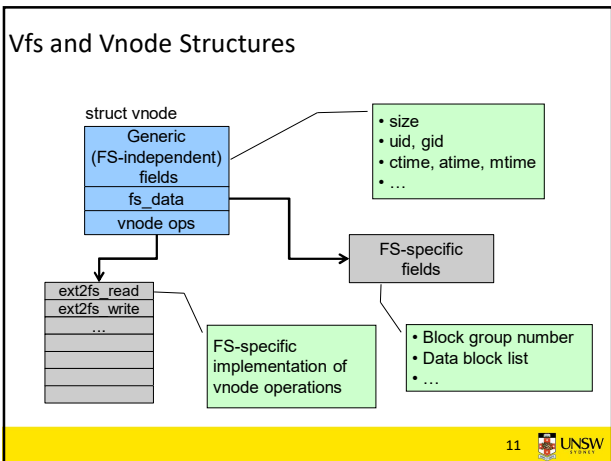 Vfs and Vnode Structures
struct vnode
Generic
(FS-independent)
fields
fs_data
vnode ops
• size
• uid, gid
• ctime, atime, mtime
• …
FS-specific
fields
ext2fs_read
ext2fs_write
…
FS-specific
implementation of
vnode operations
• Block group number
• Data block list
• …
11
UNSW
SYDNEY